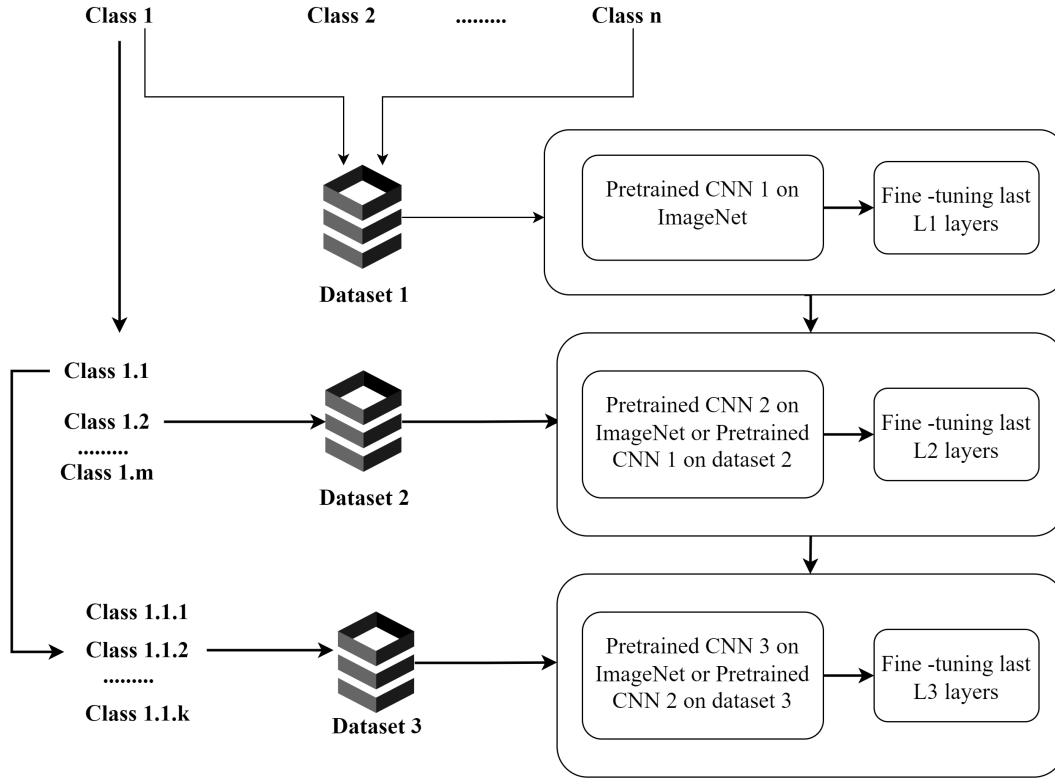 Class 1 Class 2 ......... Class n
Pretrained CNN 1 on
ImageNet
Fine -tuning last
L1 layers
Dataset 1
Class 1.1
Class 1.2
.........
Class 1.m
Dataset 2
Pretrained CNN 2 on
ImageNet or Pretrained
CNN 1 on dataset 2
Fine -tuning last
L2 layers
Class 1.1.1
Class 1.1.2
.........
Class 1.1.k
Dataset 3
Pretrained CNN 3 on
ImageNet or Pretrained
CNN 2 on dataset 3
Fine -tuning last
L3 layers